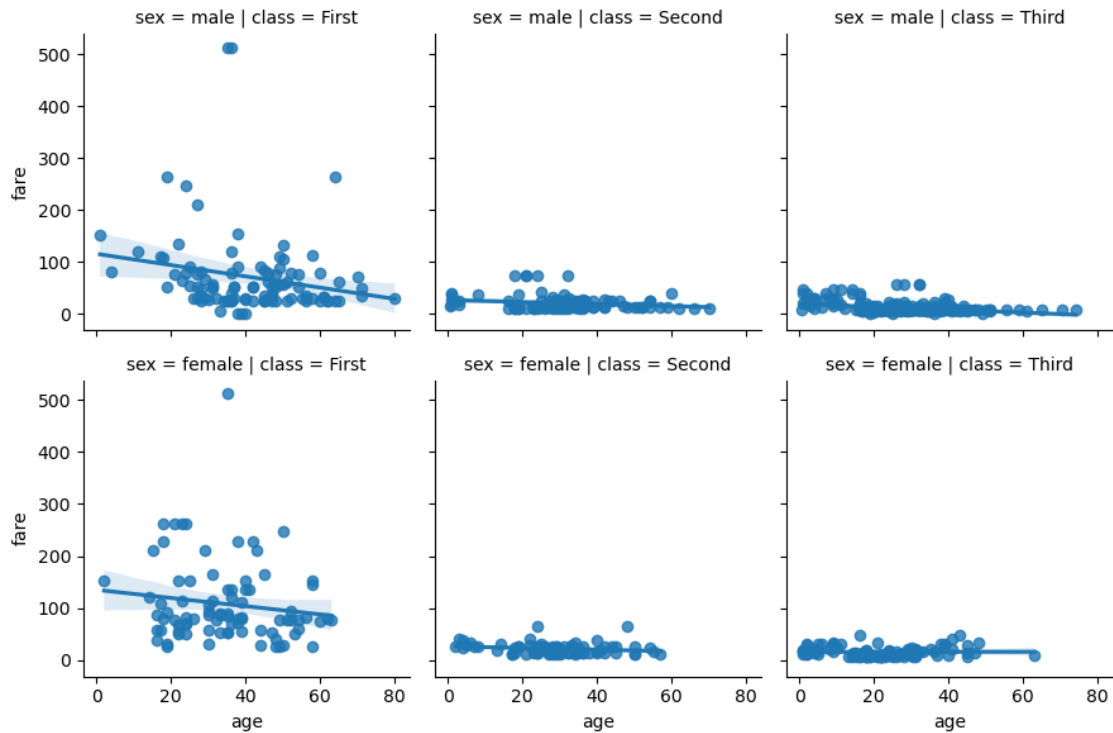 sex = male | class = First
sex = male | class = Second
sex = male | class = Third
500
400
300
200
100
0
fare
sex = female | class = First
sex = female | class = Second
sex = female | class = Third
500
400
300
200
100
0
fare
0 20 40 60 80
0 20 40 60 80
0 20 40 60 80
age
age
age